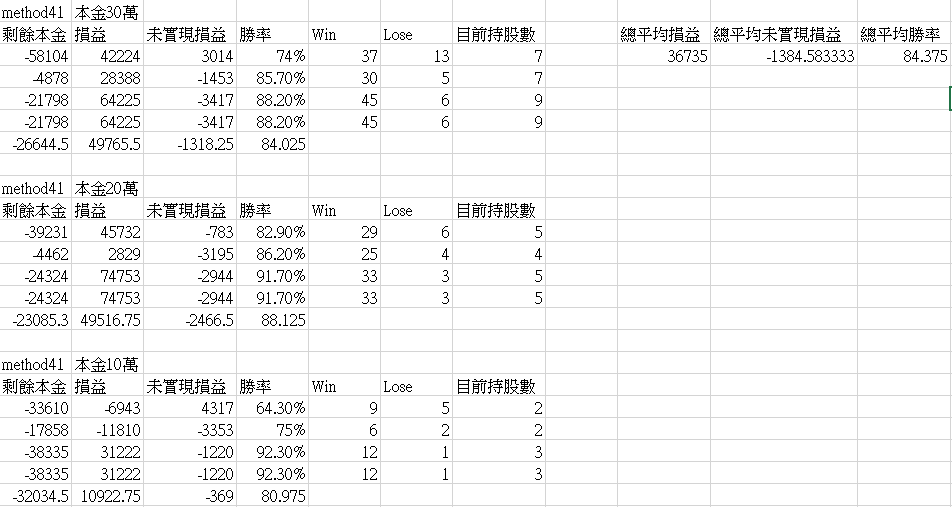 method41 本金30萬
剩餘本金 損益 未實現損益 勝率 Win Lose 目前持股數 總平均損益 總平均未實現損益 總平均勝率
-58104 42224 3014 74% 37 13 7 36735 -1384.583333 84.375
-4878 28388 -1453 85.70% 30 5 7
-21798 64225 -3417 88.20% 45 6 9
-21798 64225 -3417 88.20% 45 6 9
-26644.5 49765.5 -1318.25 84.025
method41 本金20萬
剩餘本金 損益 未實現損益 勝率 Win Lose 目前持股數
-39231 45732 -783 82.90% 29 6 5
-4462 2829 -3195 86.20% 25 4 4
-24324 74753 -2944 91.70% 33 3 5
-24324 74753 -2944 91.70% 33 3 5
-23085.3 49516.75 -2466.5 88.125
method41 本金10萬
剩餘本金 損益 未實現損益 勝率 Win Lose 目前持股數
-33610 -6943 4317 64.30% 9 5 2
-17858 -11810 -3353 75% 6 2 2
-38335 31222 -1220 92.30% 12 1 3
-38335 31222 -1220 92.30% 12 1 3
-32034.5 10922.75 -369 80.975